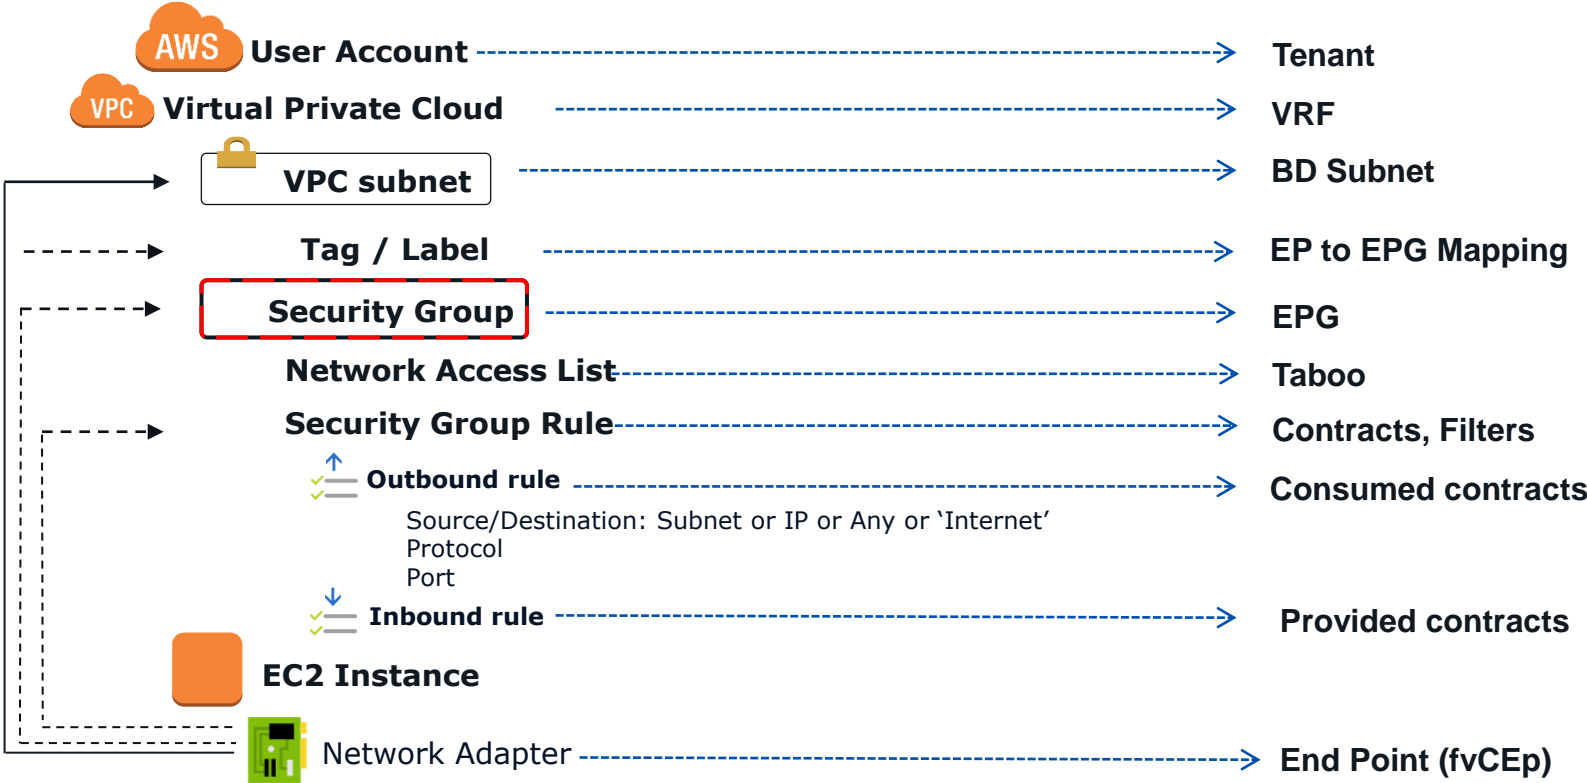 AWS User Account Tenant
VPC Virtual Private Cloud VRF
VPC subnet BD Subnet
Tag / Label EP to EPG Mapping
Security Group EPG
Network Access List Taboo
Security Group Rule Contracts, Filters
Outbound rule Consumed contracts
Source/Destination: Subnet or IP or Any or ‘Internet’
Protocol
Port
Inbound rule Provided contracts
EC2 Instance
Network Adapter End Point (fvCEp)